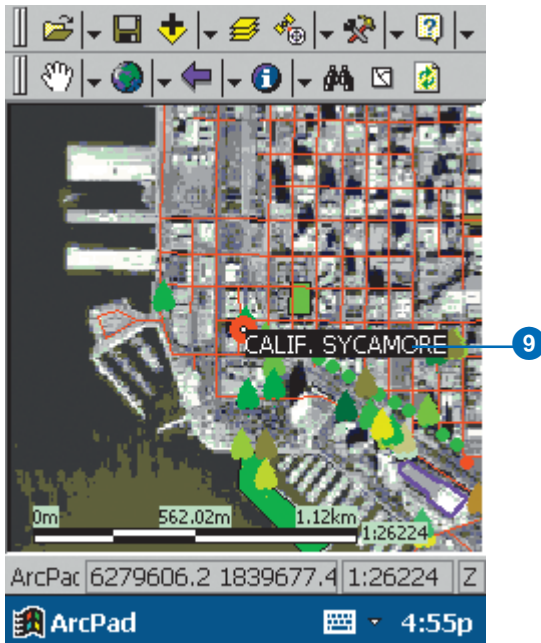 CALIF. SYCAMORE
9
0m 562.02m 1.12km
1:26224
ArcPac 6279606.2 1839677.4 1:26224 Z
ArcPad 4:55p